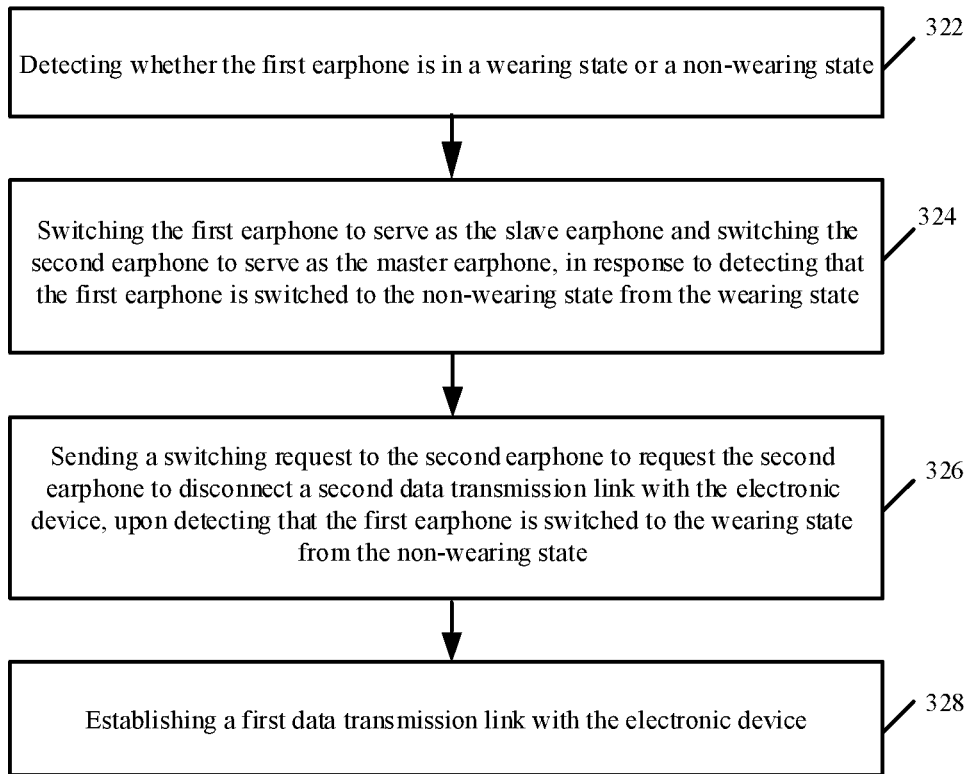 322
Detecting whether the first earphone is in a wearing state or a non-wearing state
324
Switching the first earphone to serve as the slave earphone and switching the
second earphone to serve as the master earphone, in response to detecting that
the first earphone is switched to the non-wearing state from the wearing state
326
Sending a switching request to the second earphone to request the second
earphone to disconnect a second data transmission link with the electronic
device, upon detecting that the first earphone is switched to the wearing state
from the non-wearing state
328
Establishing a first data transmission link with the electronic device